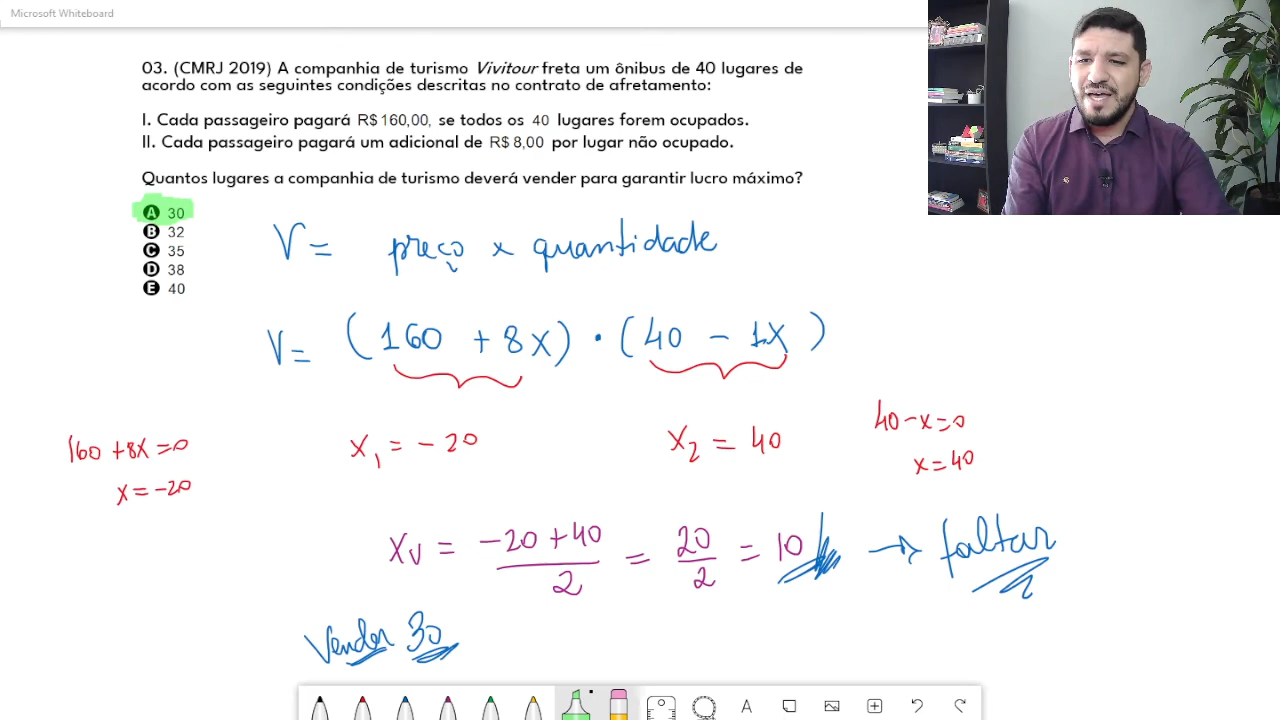 Microsoft Whiteboard
03. (CMRJ 2019) A companhia de turismo Vivitour freta um ônibus de 40 lugares de
acordo com as seguintes condições descritas no contrato de afretamento:
I. Cada passageiro pagará R$ 160,00, se todos os 40 lugares forem ocupados.
II. Cada passageiro pagará um adicional de R$ 8,00 por lugar não ocupado.
Quantos lugares a companhia de turismo deverá vender para garantir lucro máximo?
A 30
B 32
C 35
D 38
E 40
V = preço x quantidade
V = (160 + 8x) · (40 - 1x)
160 + 8x = 0
x = -20
x₁ = -20
x₂ = 40
40 - x = 0
x = 40
xᵥ = -20 + 40 / 2 = 20 / 2 = 10 → faltar
Vender 30
A